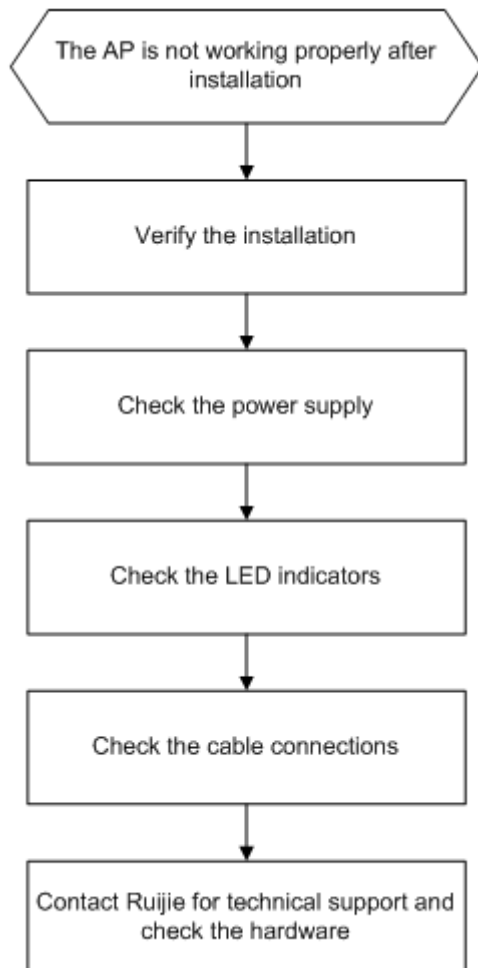 The AP is not working properly after
installation
Verify the installation
Check the power supply
Check the LED indicators
Check the cable connections
Contact Ruijie for technical support and
check the hardware